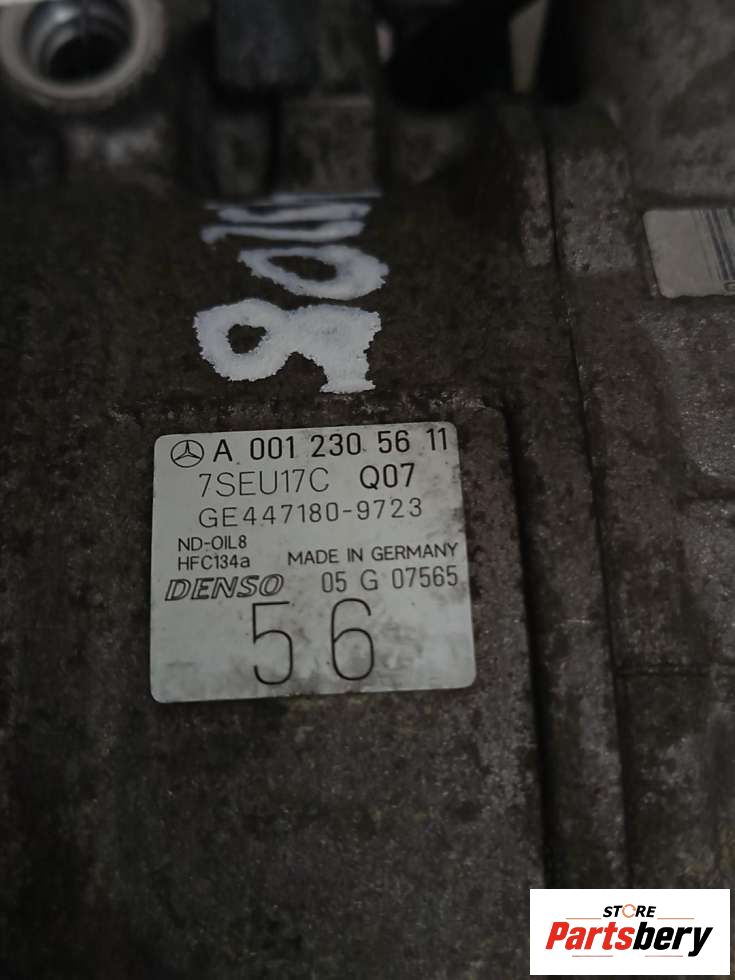 A 001 230 56 11
7SEU17C Q07
GE447180-9723
ND-OIL8
HFC134a
MADE IN GERMANY
DENSO 05 G 07565
56
STORE
Partsbery